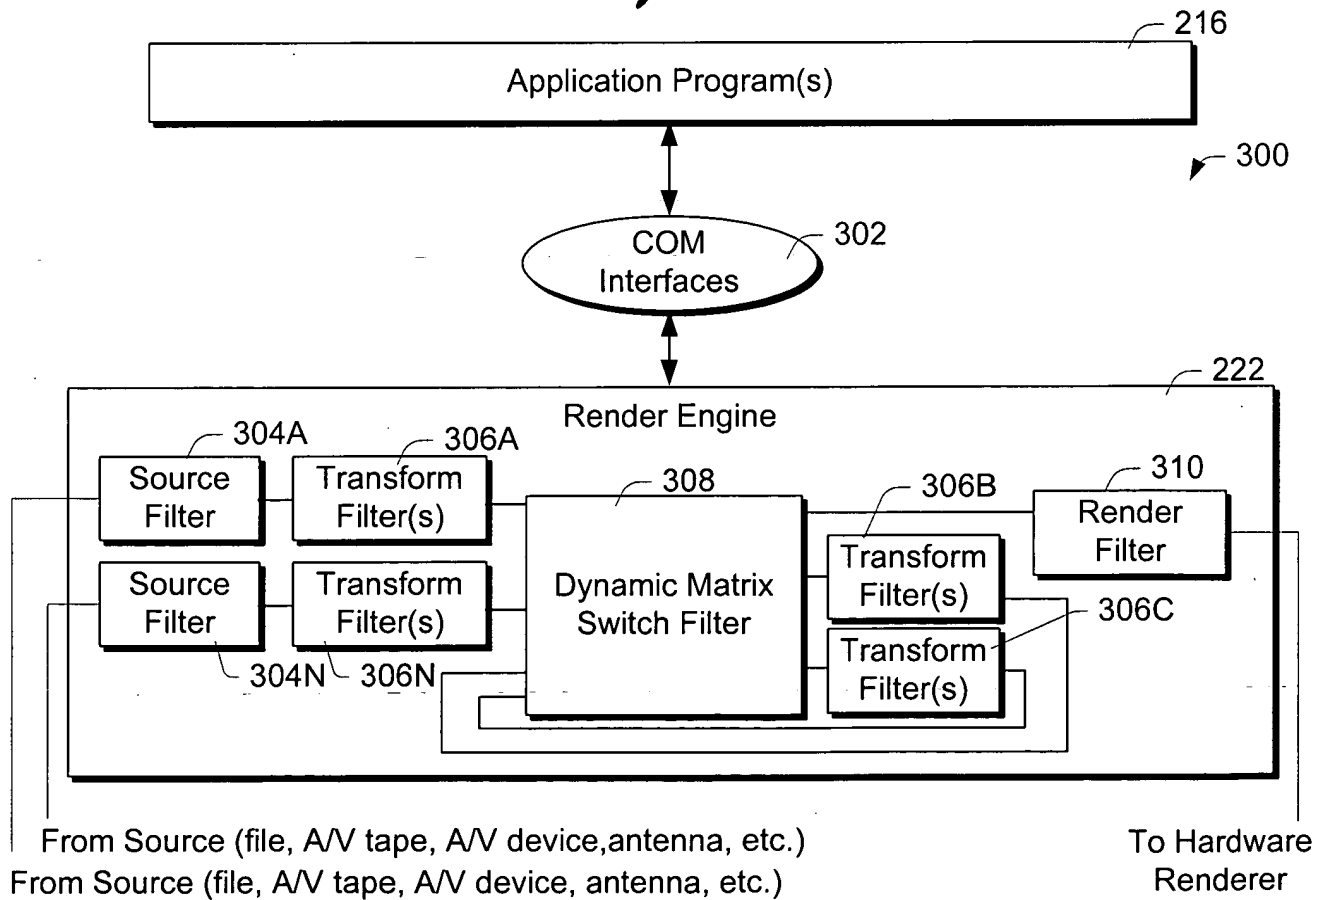 216
Application Program(s)
300
COM
Interfaces
302
222
Render Engine
304A
306A
308
306B
310
Source
Filter
Transform
Filter(s)
Render
Filter
Dynamic Matrix
Switch Filter
Transform
Filter(s)
Source
Filter
Transform
Filter(s)
306C
Transform
Filter(s)
304N
306N
From Source (file, A/V tape, A/V device,antenna, etc.)
From Source (file, A/V tape, A/V device, antenna, etc.)
To Hardware
Renderer